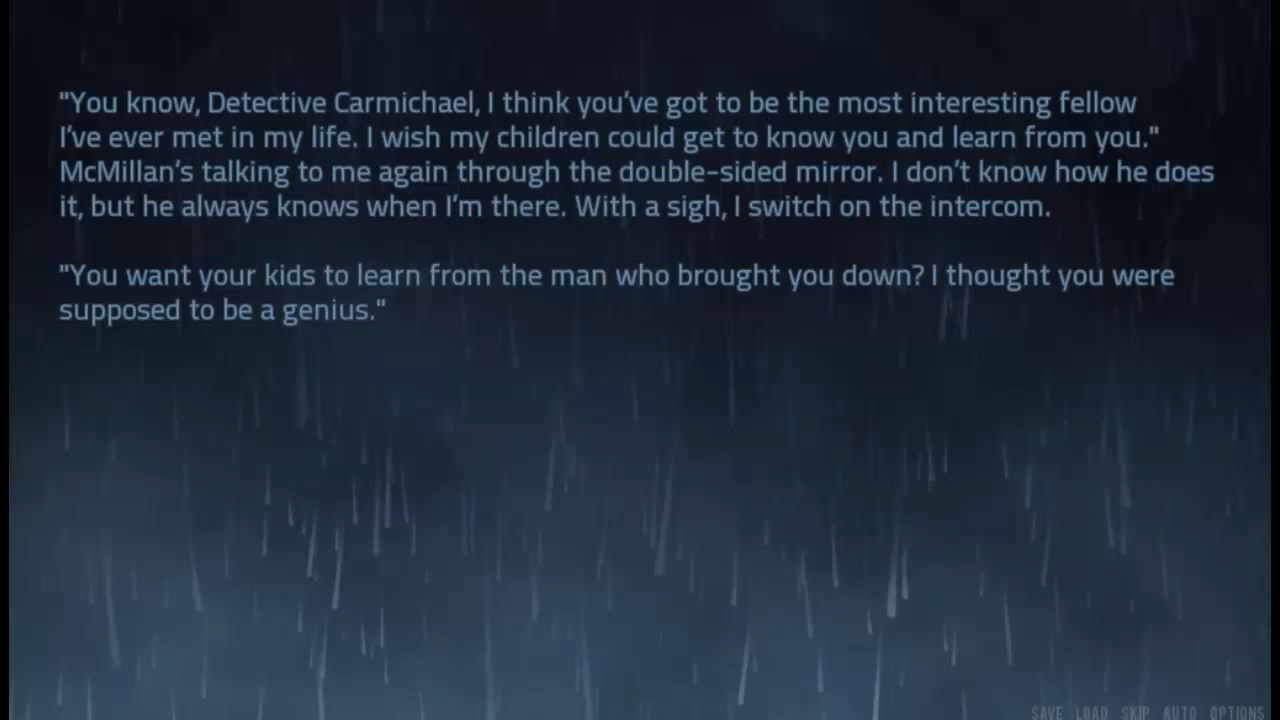 "You know, Detective Carmichael, I think you’ve got to be the most interesting fellow
I’ve ever met in my life. I wish my children could get to know you and learn from you."
McMillan’s talking to me again through the double-sided mirror. I don’t know how he does
it, but he always knows when I’m there. With a sigh, I switch on the intercom.
"You want your kids to learn from the man who brought you down? I thought you were
supposed to be a genius."
SAVE LOAD SKIP AUTO OPTIONS